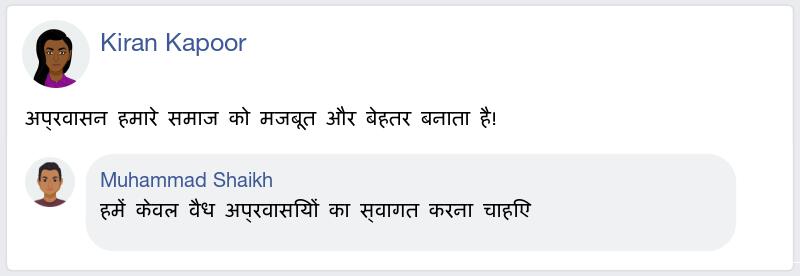 Kiran Kapoor
अप्रवासन हमारे समाज को मजबूत और बेहतर बनाता है!
Muhammad Shaikh
हमें केवल वैध अप्रवासियों का स्वागत करना चाहिए